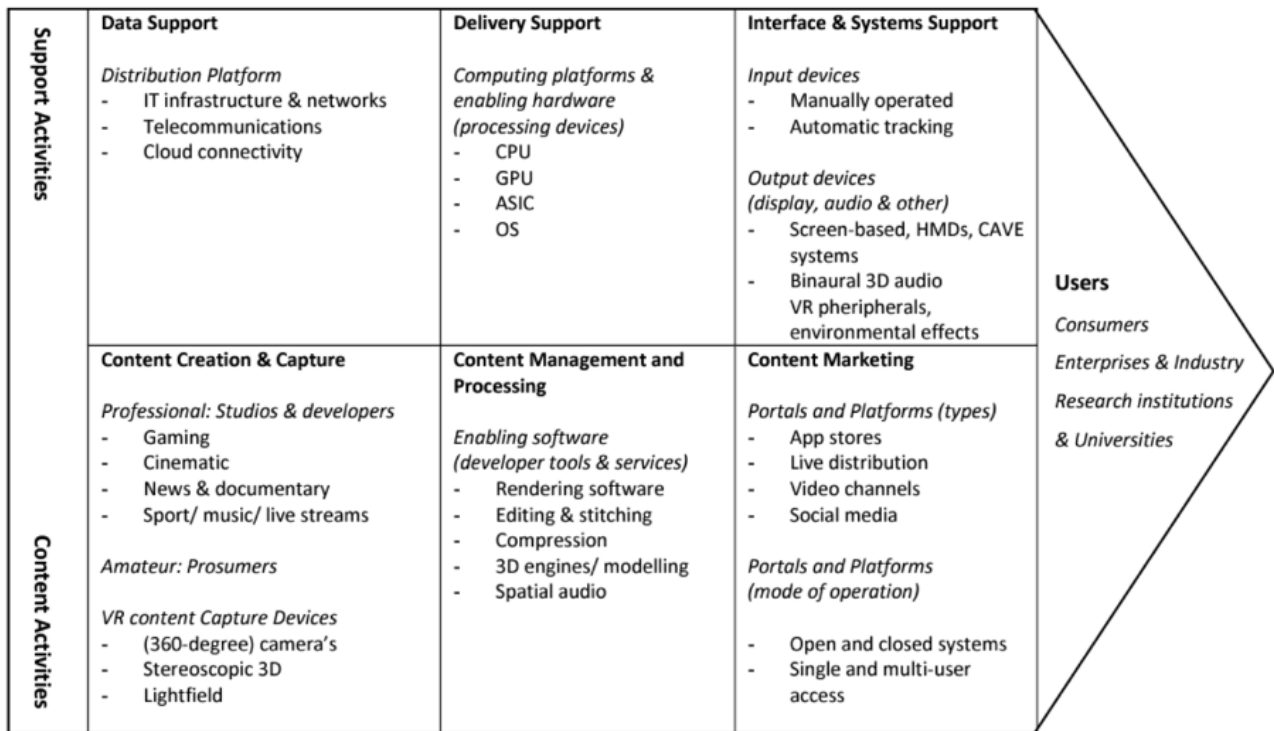 Support Activities
Data Support
Distribution Platform
- IT infrastructure & networks
- Telecommunications
- Cloud connectivity
Delivery Support
Computing platforms &
enabling hardware
(processing devices)
- CPU
- GPU
- ASIC
- OS
Interface & Systems Support
Input devices
- Manually operated
- Automatic tracking
Output devices
(display, audio & other)
- Screen-based, HMDs, CAVE
systems
- Binaural 3D audio
VR pheripherals,
environmental effects
Content Activities
Content Creation & Capture
Professional: Studios & developers
- Gaming
- Cinematic
- News & documentary
- Sport/ music/ live streams
Amateur: Prosumers
VR content Capture Devices
- (360-degree) camera's
- Stereoscopic 3D
- Lightfield
Content Management and
Processing
Enabling software
(developer tools & services)
- Rendering software
- Editing & stitching
- Compression
- 3D engines/ modelling
- Spatial audio
Content Marketing
Portals and Platforms (types)
- App stores
- Live distribution
- Video channels
- Social media
Portals and Platforms
(mode of operation)
- Open and closed systems
- Single and multi-user
access
Users
Consumers
Enterprises & Industry
Research institutions
& Universities